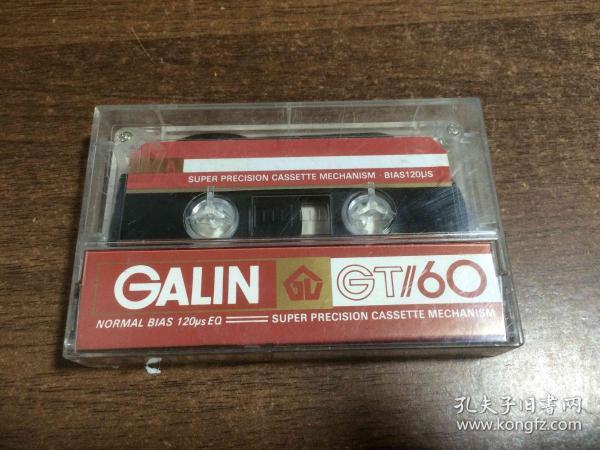 SUPER PRECISION CASSETTE MECHANISM · BIAS120µS
GALIN GT//60
NORMAL BIAS 120µs EQ SUPER PRECISION CASSETTE MECHANISM
孔夫子旧书网
www.kongfz.com